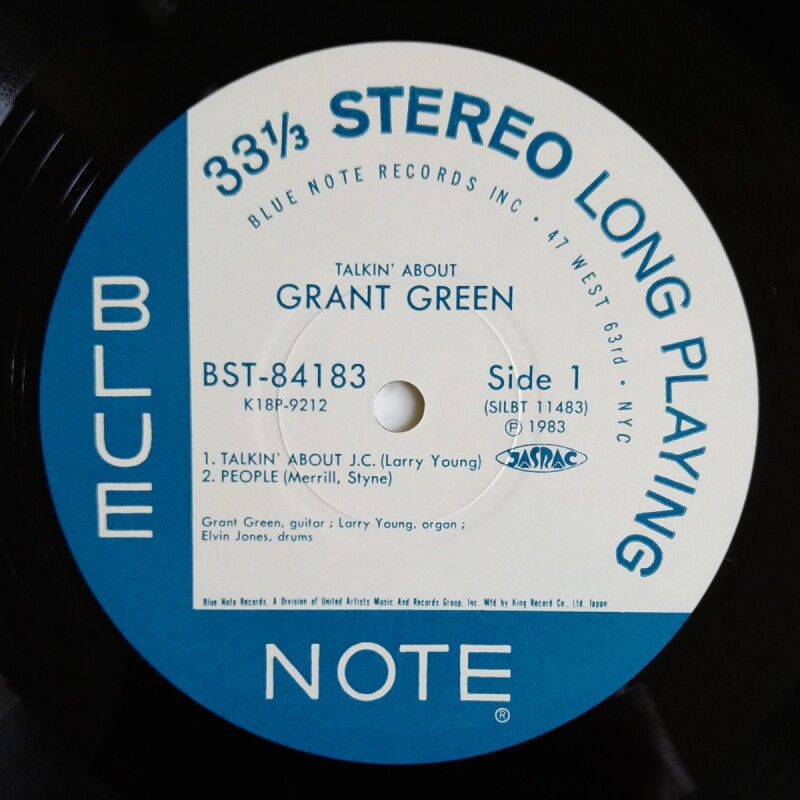 33⅓ STEREO LONG PLAYING
BLUE NOTE RECORDS INC • 47 WEST 63rd • NYC
TALKIN' ABOUT
GRANT GREEN
BST-84183
K18P-9212
Side 1
(SILBT 11483)
Ⓟ 1983
JASRAC
1. TALKIN' ABOUT J.C. (Larry Young)
2. PEOPLE (Merrill, Styne)
Grant Green, guitar ; Larry Young, organ ;
Elvin Jones, drums
Blue Note Records, A Division of United Artists Music And Records Group, Inc. Mfd by King Record Co., Ltd. Japan
BLUE
NOTE
®